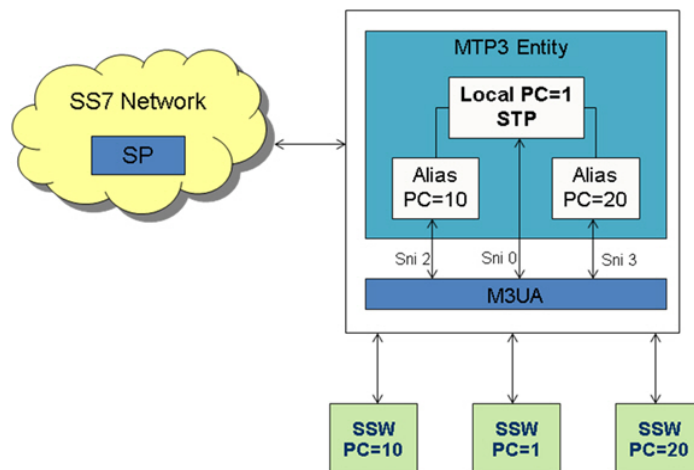 MTP3 Entity
SS7 Network
SP
Local PC=1
STP
Alias
PC=10
Alias
PC=20
Sni 2
Sni 0
Sni 3
M3UA
SSW
PC=10
SSW
PC=1
SSW
PC=20